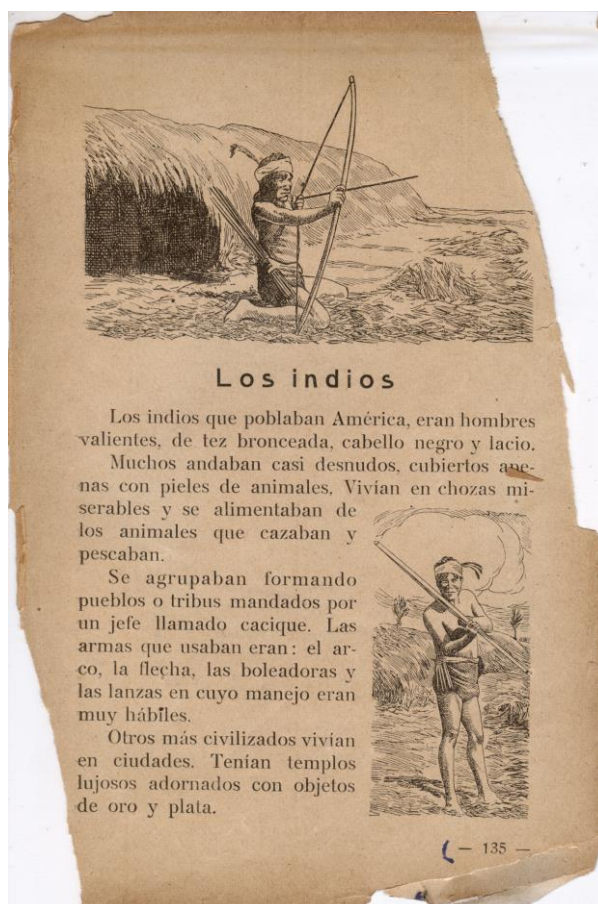 Los indios
Los indios que poblaban América, eran hombres
valientes, de tez bronceada, cabello negro y lacio.
Muchos andaban casi desnudos, cubiertos ape-
nas con pieles de animales, Vivían en chozas mi-
serables y se alimentaban de
los animales que cazaban y
pescaban.
Se agrupaban formando
pueblos o tribus mandados por
un jefe llamado cacique. Las
armas que usaban eran: el ar-
co, la flecha, las boleadoras y
las lanzas en cuyo manejo eran
muy hábiles.
Otros más civilizados vivían
en ciudades. Tenían templos
lujosos adornados con objetos
de oro y plata.
— 135 —